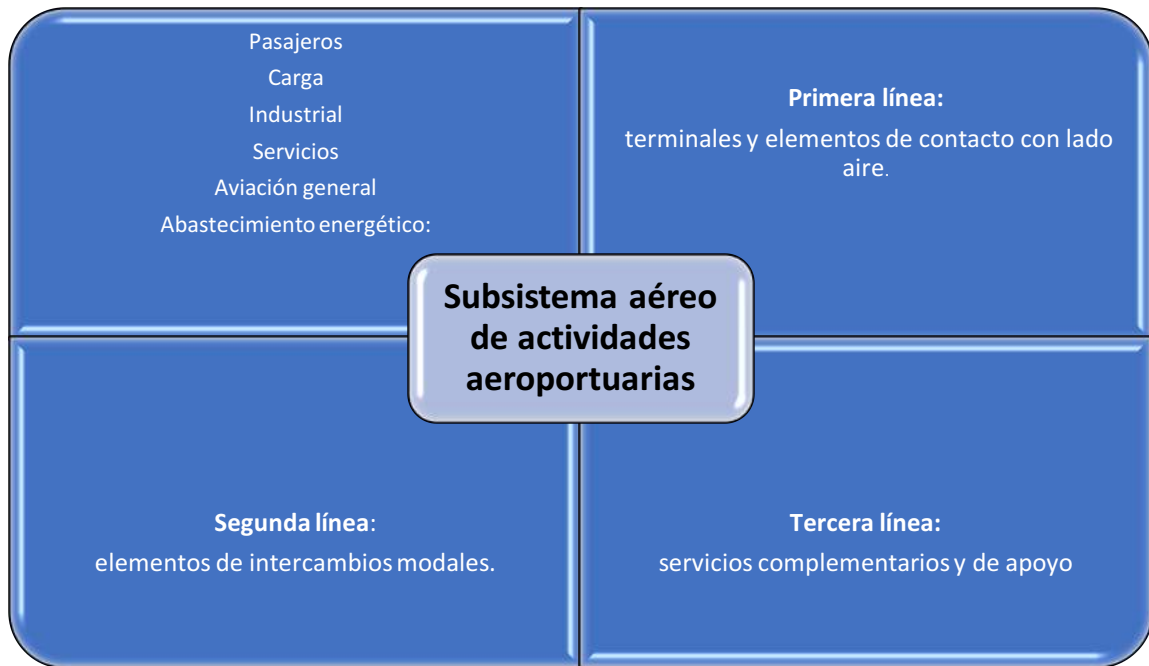 Pasajeros
Carga
Industrial
Servicios
Aviación general
Abastecimiento energético:
Primera línea:
terminales y elementos de contacto con lado
aire.
Subsistema aéreo
de actividades
aeroportuarias
Segunda línea:
elementos de intercambios modales.
Tercera línea:
servicios complementarios y de apoyo